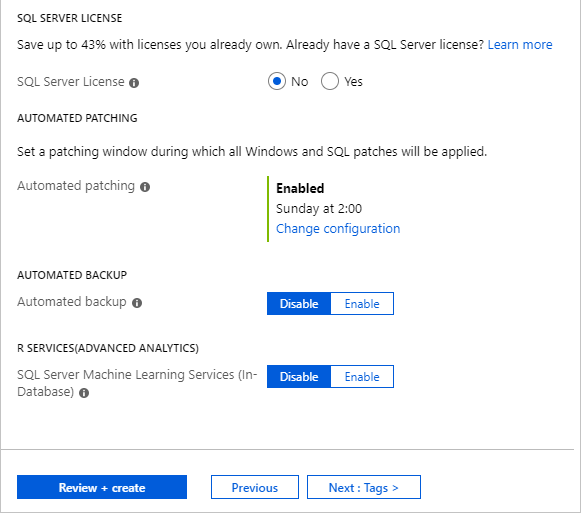 SQL SERVER LICENSE
Save up to 43% with licenses you already own. Already have a SQL Server license? Learn more
SQL Server License
No
Yes
AUTOMATED PATCHING
Set a patching window during which all Windows and SQL patches will be applied.
Automated patching
Enabled
Sunday at 2:00
Change configuration
AUTOMATED BACKUP
Automated backup
Disable
Enable
R SERVICES(ADVANCED ANALYTICS)
SQL Server Machine Learning Services (In-
Database)
Disable
Enable
Review + create
Previous
Next : Tags >